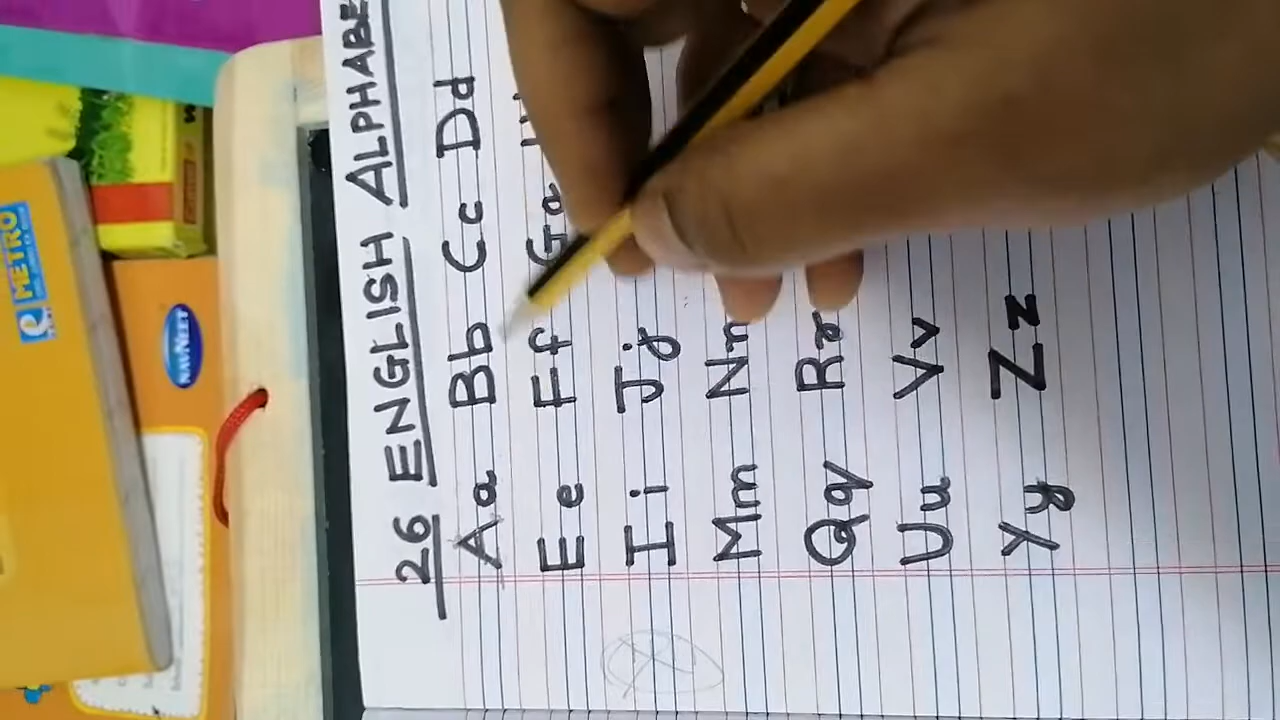 26 ENGLISH ALPHABE
Aa Bb Cc Dd
Ee Ff Gg
Ii Jj
Mm Nn
Qq Rr
Uu Vv
Yy Zz
METRO
NAVNEET